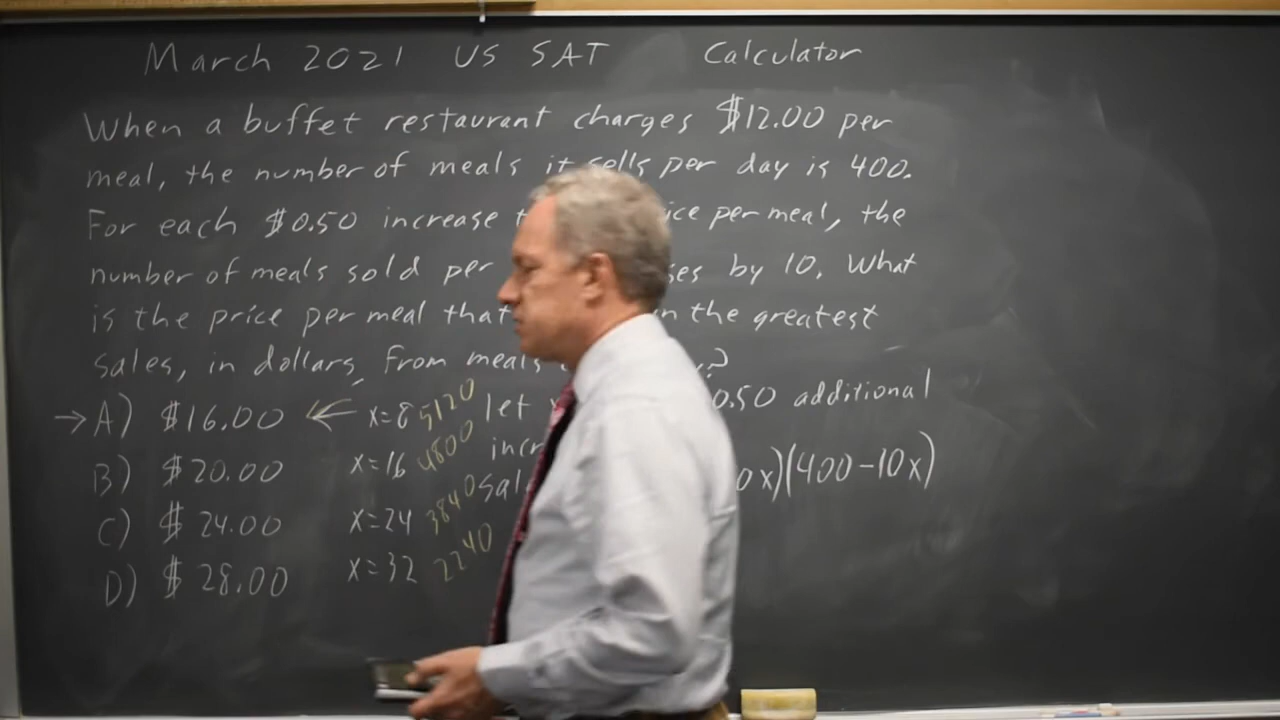 March 2021 US SAT Calculator
When a buffet restaurant charges $12.00 per
meal, the number of meals it sells per day is 400.
For each $0.50 increase per meal, the
number of meals sold per by 10. What
is the price per meal that the greatest
sales, in dollars, from meals ?
→ A) $16.00 ← x=8 5120 let 0.50 additional
B) $20.00 x=16 4800 0x)(400-10x)
C) $24.00 x=24 3840
D) $28.00 x=32 2240